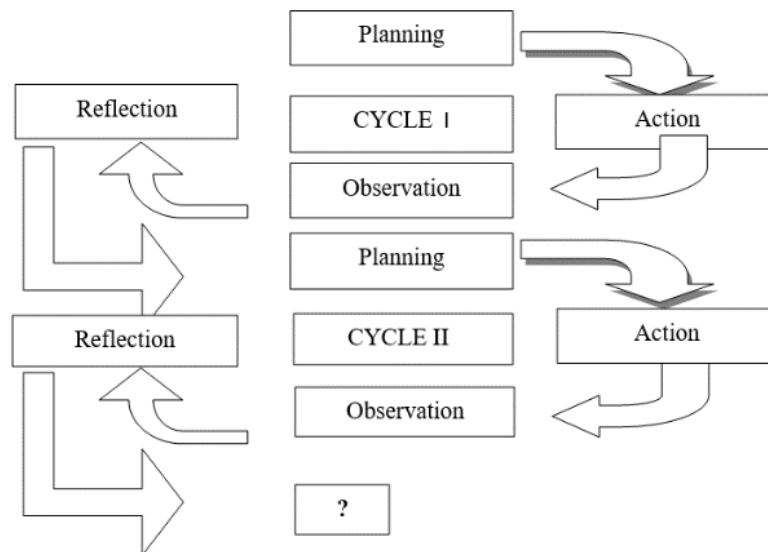 Planning
Reflection
CYCLE I
Action
Observation
Planning
Reflection
CYCLE II
Action
Observation
?